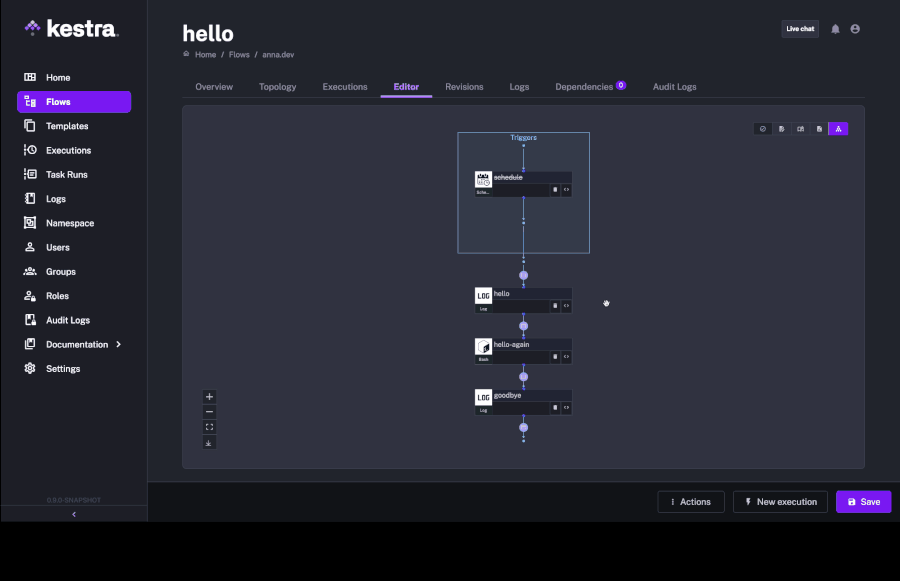 kestra
hello
Live chat
Home / Flows / anna.dev
Home
Flows
Templates
Executions
Task Runs
Logs
Namespace
Users
Groups
Roles
Audit Logs
Documentation
Settings
0.9.0-SNAPSHOT
Overview
Topology
Executions
Editor
Revisions
Logs
Dependencies 0
Audit Logs
Triggers
schedule
Sche...
hello
LOG
Log
hello-again
Bash
goodbye
LOG
Log
Actions
New execution
Save